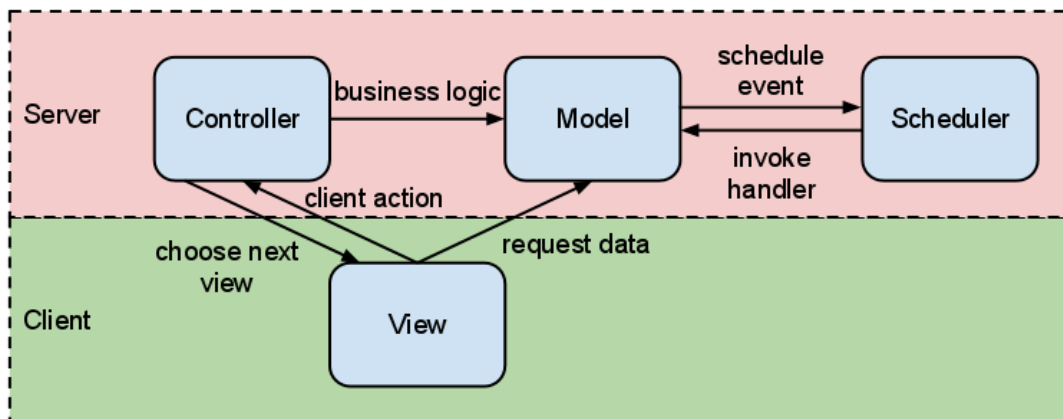 schedule
event
business logic
Server
Controller
Model
Scheduler
invoke
handler
client action
choose next
view
request data
Client
View